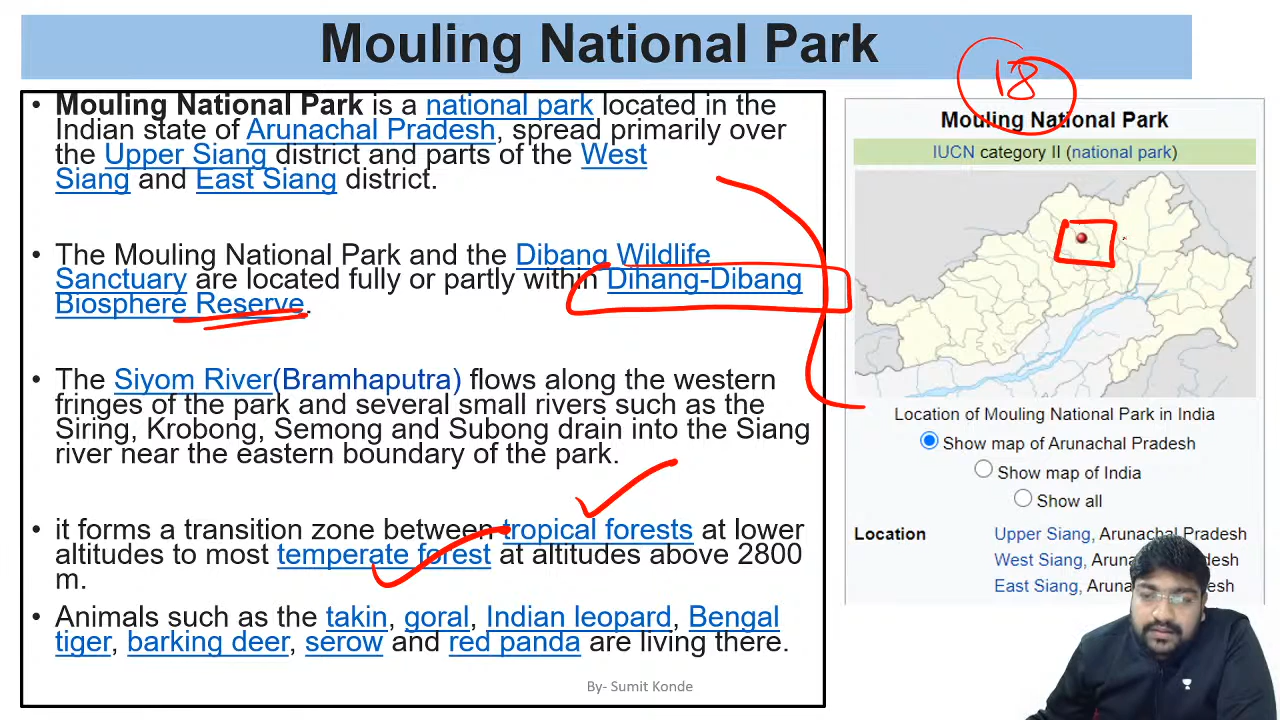 Mouling National Park
18
• Mouling National Park is a national park located in the
Indian state of Arunachal Pradesh, spread primarily over
the Upper Siang district and parts of the West
Siang and East Siang district.
• The Mouling National Park and the Dibang Wildlife
Sanctuary are located fully or partly within Dihang-Dibang
Biosphere Reserve.
• The Siyom River(Bramhaputra) flows along the western
fringes of the park and several small rivers such as the
Siring, Krobong, Semong and Subong drain into the Siang
river near the eastern boundary of the park.
• it forms a transition zone between tropical forests at lower
altitudes to most temperate forest at altitudes above 2800
m.
• Animals such as the takin, goral, Indian leopard, Bengal
tiger, barking deer, serow and red panda are living there.
By- Sumit Konde
Mouling National Park
IUCN category II (national park)
Location of Mouling National Park in India
Show map of Arunachal Pradesh
Show map of India
Show all
Location Upper Siang, Arunachal Pradesh
West Siang, Aruna desh
East Siang, Aruna desh